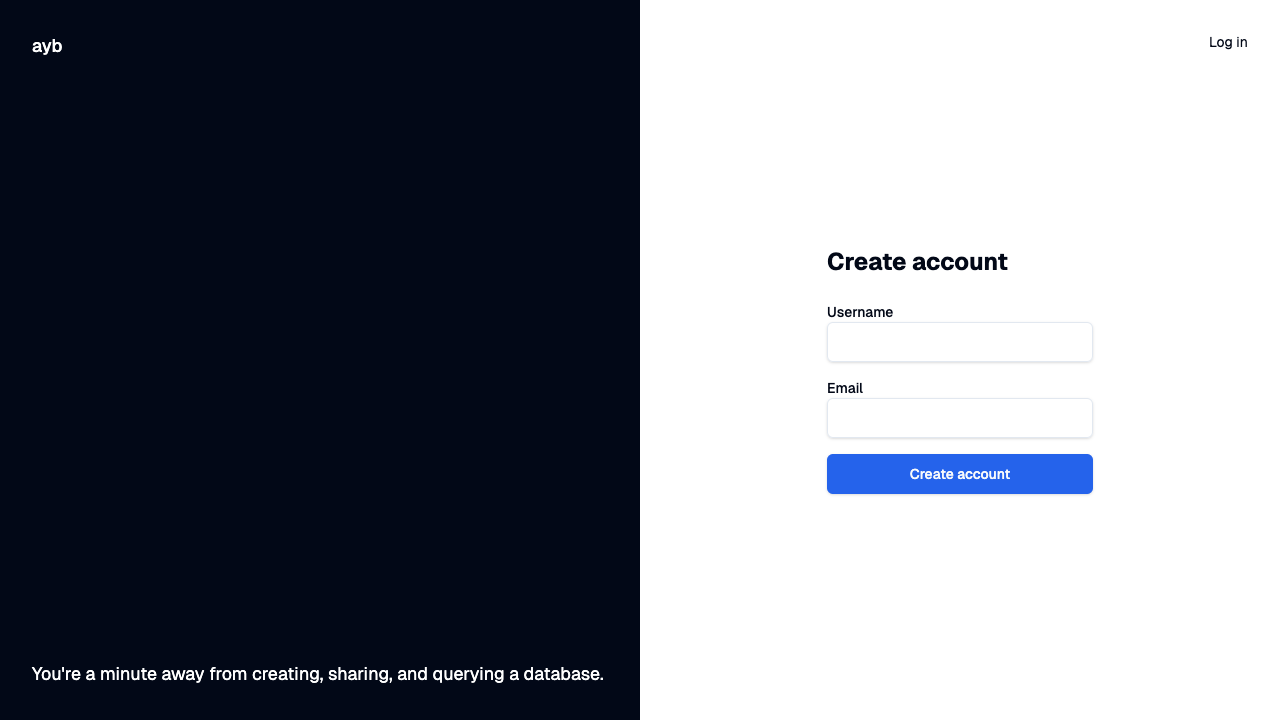 ayb
You're a minute away from creating, sharing, and querying a database.
Log in
Create account
Username
Email
Create account